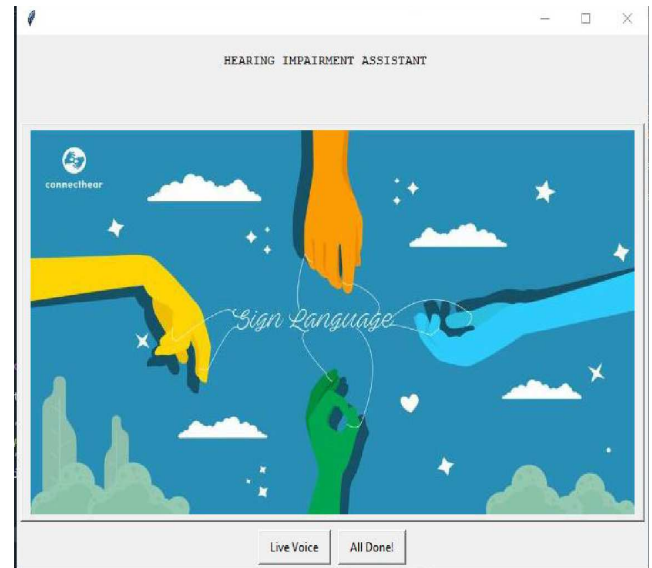 HEARING IMPAIRMENT ASSISTANT
connecthear
Sign Language
Live Voice
All Done!